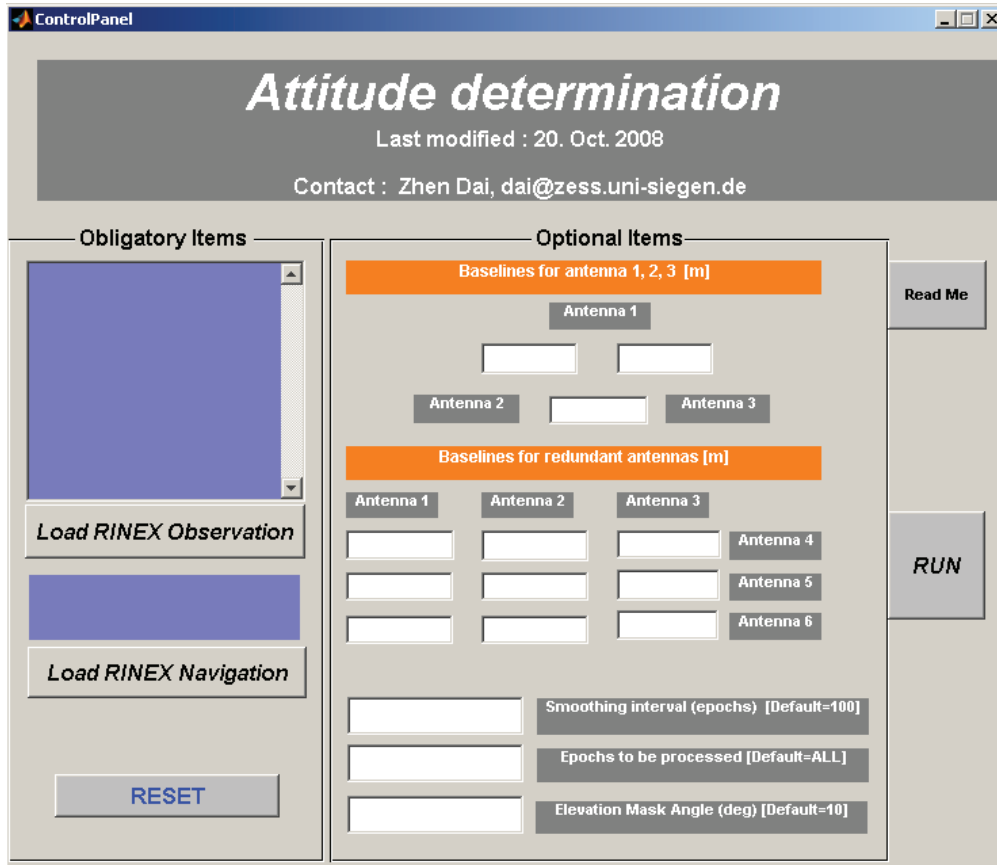 ControlPanel
Attitude determination
Last modified : 20. Oct. 2008
Contact : Zhen Dai, dai@zess.uni-siegen.de
Obligatory Items
Load RINEX Observation
Load RINEX Navigation
RESET
Optional Items
Baselines for antenna 1, 2, 3 [m]
Antenna 1
Antenna 2
Antenna 3
Baselines for redundant antennas [m]
Antenna 1
Antenna 2
Antenna 3
Antenna 4
Antenna 5
Antenna 6
Smoothing interval (epochs) [Default=100]
Epochs to be processed [Default=ALL]
Elevation Mask Angle (deg) [Default=10]
Read Me
RUN